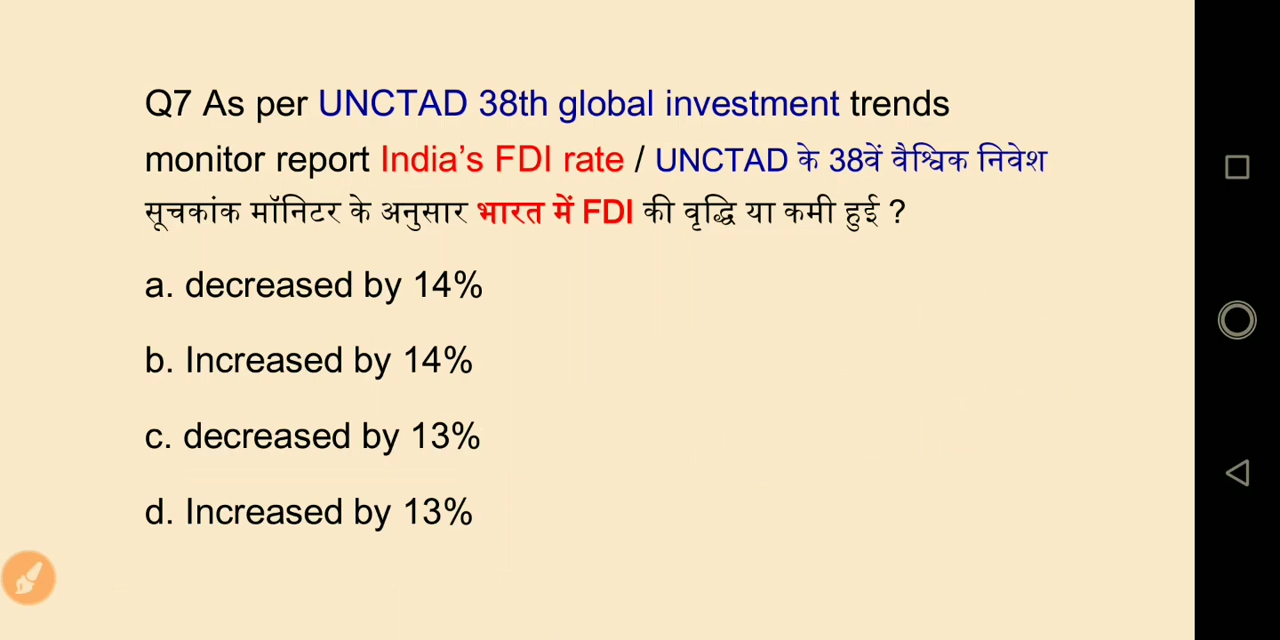 Q7 As per UNCTAD 38th global investment trends
monitor report India’s FDI rate / UNCTAD के 38वें वैश्विक निवेश
सूचकांक मॉनिटर के अनुसार भारत में FDI की वृद्धि या कमी हुई ?
a. decreased by 14%
b. Increased by 14%
c. decreased by 13%
d. Increased by 13%